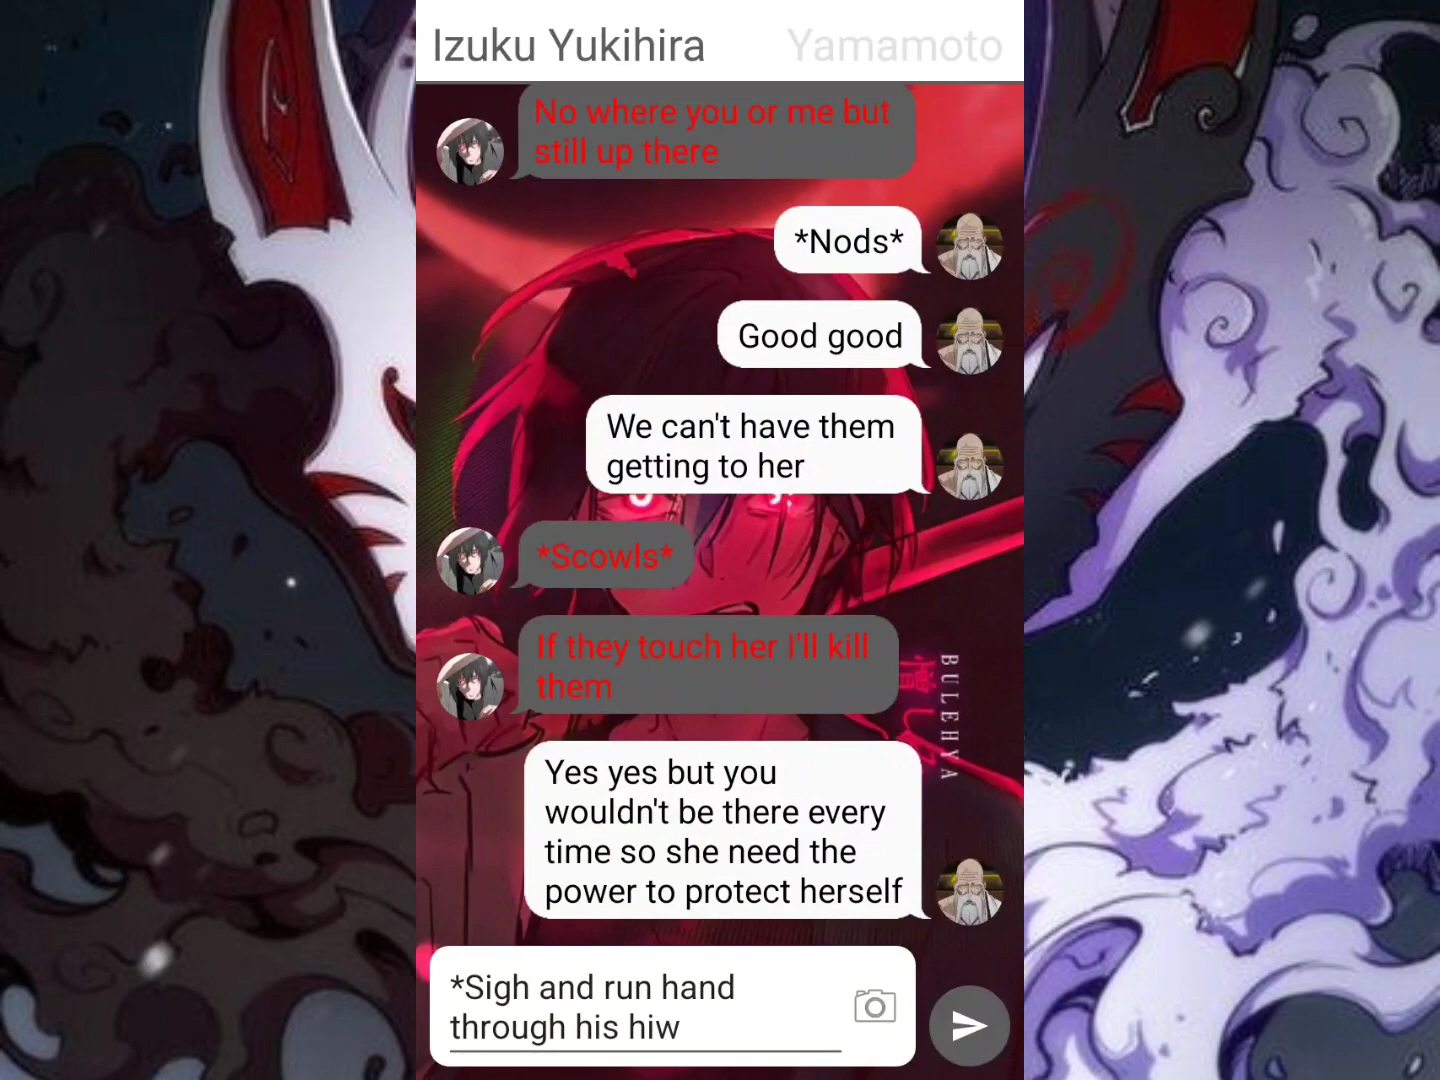 Izuku Yukihira
Yamamoto
No where you or me but
still up there
*Nods*
Good good
We can't have them
getting to her
*Scowls*
If they touch her I'll kill
them
BULEHYA
Yes yes but you
wouldn't be there every
time so she need the
power to protect herself
*Sigh and run hand
through his hiw